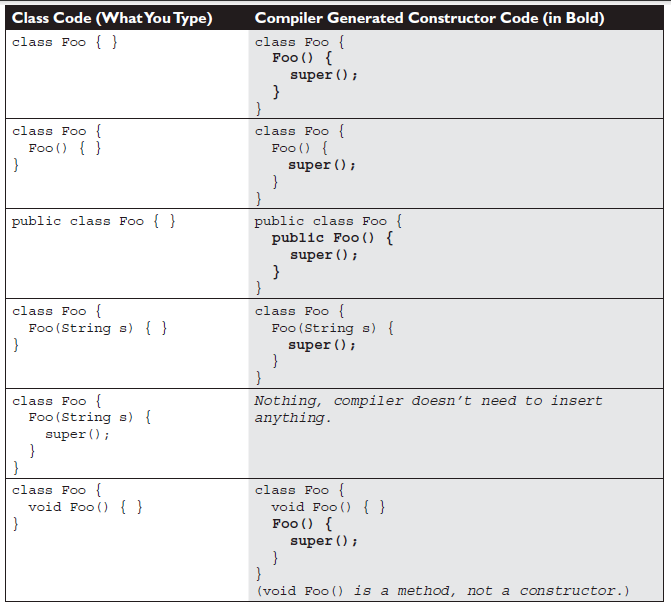 Class Code (What You Type)
Compiler Generated Constructor Code (in Bold)
class Foo { }
class Foo {
  Foo() {
    super();
  }
}
class Foo {
  Foo() { }
}
class Foo {
  Foo() {
    super();
  }
}
public class Foo { }
public class Foo {
  public Foo() {
    super();
  }
}
class Foo {
  Foo(String s) { }
}
class Foo {
  Foo(String s) {
    super();
  }
}
class Foo {
  Foo(String s) {
    super();
  }
}
Nothing, compiler doesn't need to insert
anything.
class Foo {
  void Foo() { }
}
class Foo {
  void Foo() { }
  Foo() {
    super();
  }
}
(void Foo() is a method, not a constructor.)